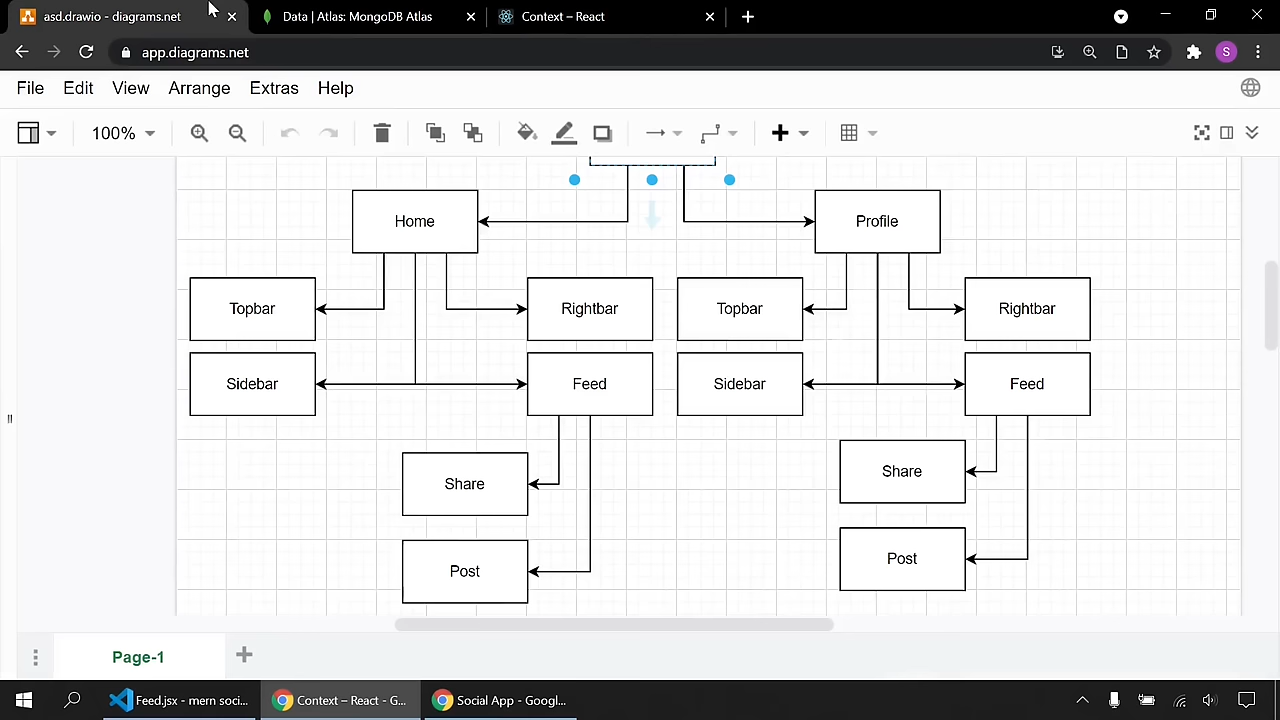 asd.drawio - diagrams.net
Data | Atlas: MongoDB Atlas
Context – React
app.diagrams.net
S
File Edit View Arrange Extras Help
100%
Home
Profile
Topbar
Rightbar
Topbar
Rightbar
Sidebar
Feed
Sidebar
Feed
Share
Share
Post
Post
Page-1
Feed.jsx - mern soci...
Context – React - G...
Social App - Googl...